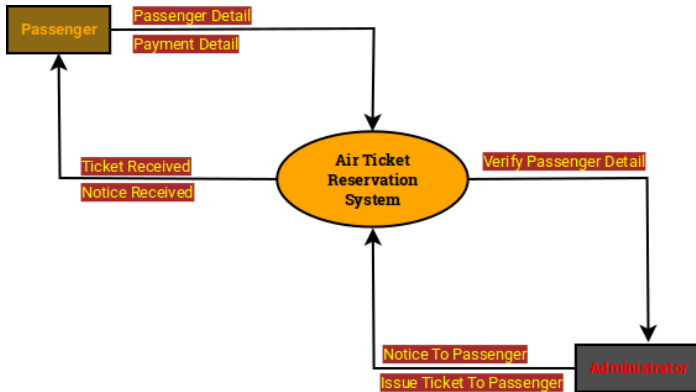 Passenger
Passenger Detail
Payment Detail
Ticket Received
Notice Received
Air Ticket
Reservation
System
Verify Passenger Detail
Notice To Passenger
Issue Ticket To Passenger
Administrator